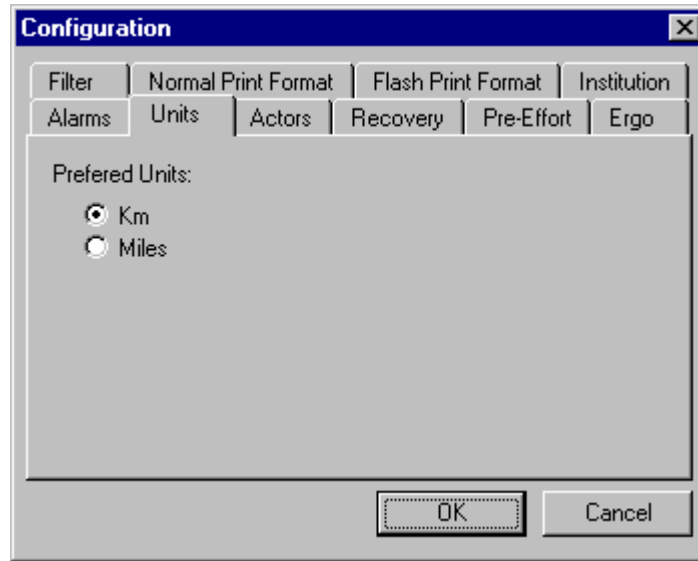 Configuration
Filter Normal Print Format Flash Print Format Institution
Alarms Units Actors Recovery Pre-Effort Ergo
Prefered Units:
Km
Miles
OK Cancel